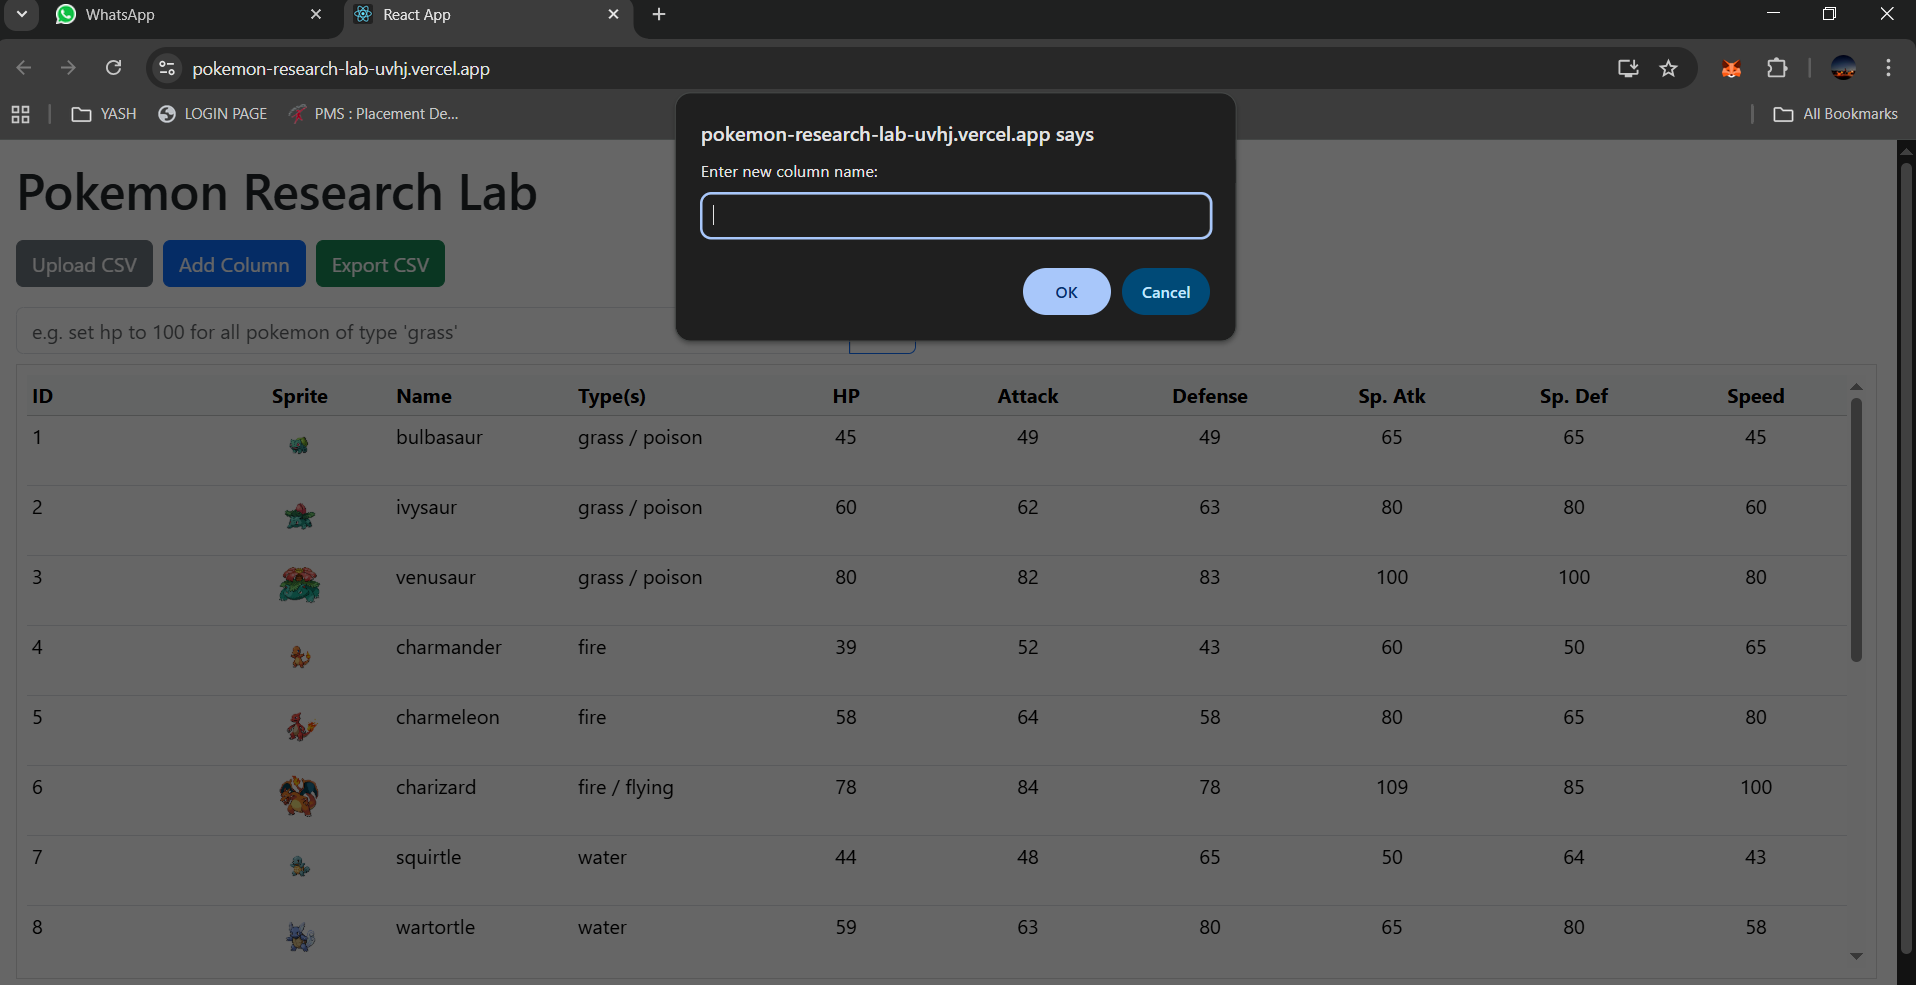 WhatsApp
React App
pokemon-research-lab-uvhj.vercel.app
YASH LOGIN PAGE PMS : Placement De...
All Bookmarks
pokemon-research-lab-uvhj.vercel.app says
Enter new column name:
OK Cancel
Pokemon Research Lab
Upload CSV Add Column Export CSV
e.g. set hp to 100 for all pokemon of type 'grass'
ID Sprite Name Type(s) HP Attack Defense Sp. Atk Sp. Def Speed
1 bulbasaur grass / poison 45 49 49 65 65 45
2 ivysaur grass / poison 60 62 63 80 80 60
3 venusaur grass / poison 80 82 83 100 100 80
4 charmander fire 39 52 43 60 50 65
5 charmeleon fire 58 64 58 80 65 80
6 charizard fire / flying 78 84 78 109 85 100
7 squirtle water 44 48 65 50 64 43
8 wartortle water 59 63 80 65 80 58